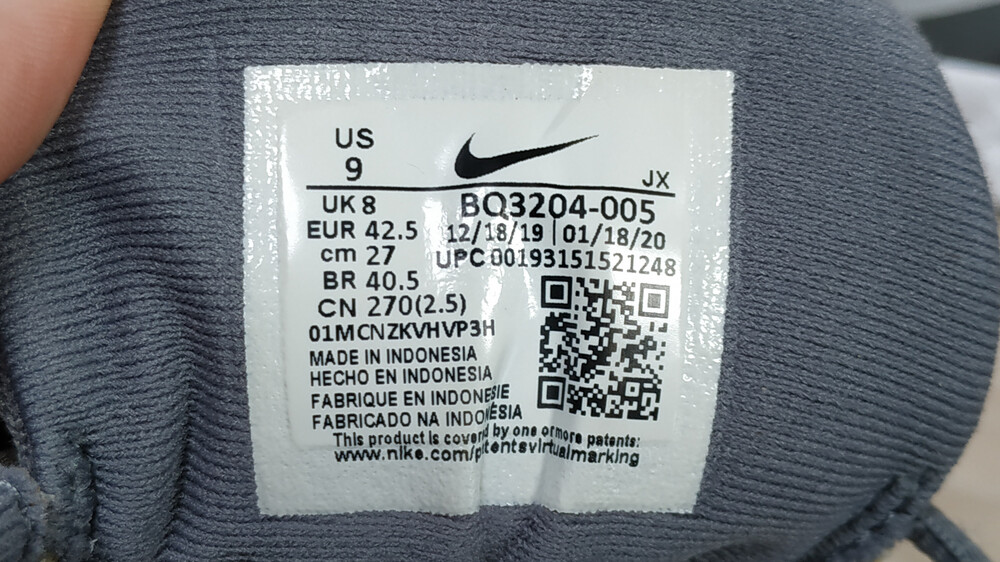 US
9
JX
UK 8
BQ3204-005
EUR 42.5
12/18/19 | 01/18/20
cm 27
UPC 00193151521248
BR 40.5
CN 270(2.5)
01MCNZKVHVP3H
MADE IN INDONESIA
HECHO EN INDONESIA
FABRIQUE EN INDONESIE
FABRICADO NA INDONÉSIA
This product is covered by one or more patents:
www.nike.com/patentsvirtualmarking